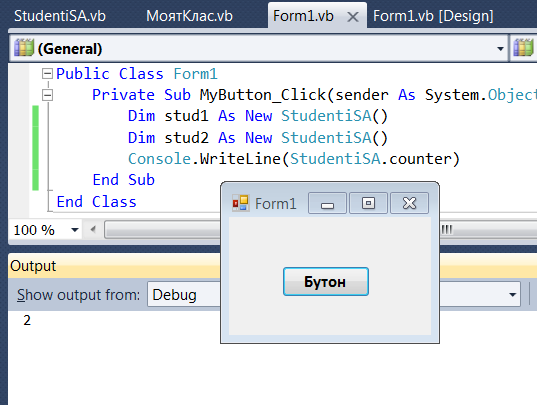 StudentiSA.vb МоятКлас.vb Form1.vb Form1.vb [Design]
(General)
Public Class Form1
Private Sub MyButton_Click(sender As System.Object
Dim stud1 As New StudentiSA()
Dim stud2 As New StudentiSA()
Console.WriteLine(StudentiSA.counter)
End Sub
End Class
100 %
Form1
Бутон
Output
Show output from: Debug
2